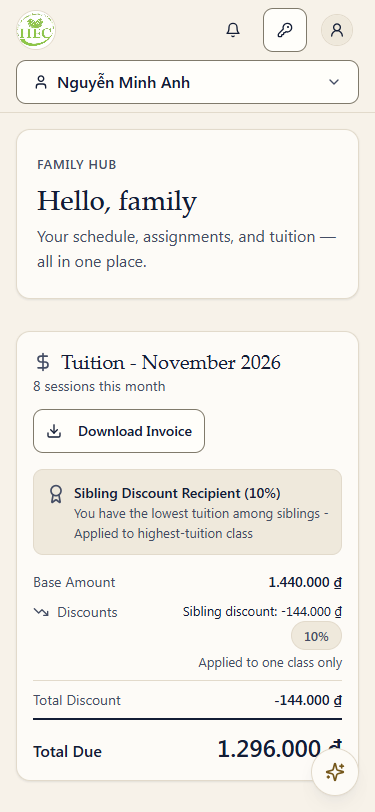 HEC
Nguyễn Minh Anh
FAMILY HUB
Hello, family
Your schedule, assignments, and tuition —
all in one place.
Tuition - November 2026
8 sessions this month
Download Invoice
Sibling Discount Recipient (10%)
You have the lowest tuition among siblings -
Applied to highest-tuition class
Base Amount 1.440.000 ₫
Discounts Sibling discount: -144.000 ₫
10%
Applied to one class only
Total Discount -144.000 ₫
Total Due 1.296.000 ₫